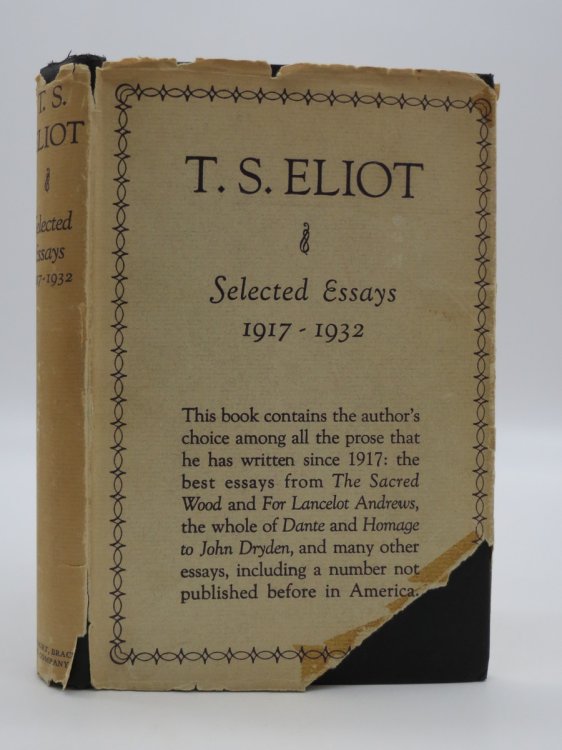 T. S.
ELIOT
Selected
Essays
1917-1932
T. S. ELIOT
Selected Essays
1917 - 1932
This book contains the author's
choice among all the prose that
he has written since 1917: the
best essays from The Sacred
Wood and For Lancelot Andrews,
the whole of Dante and Homage
to John Dryden, and many other
essays, including a number not
published before in America.
COMPANY